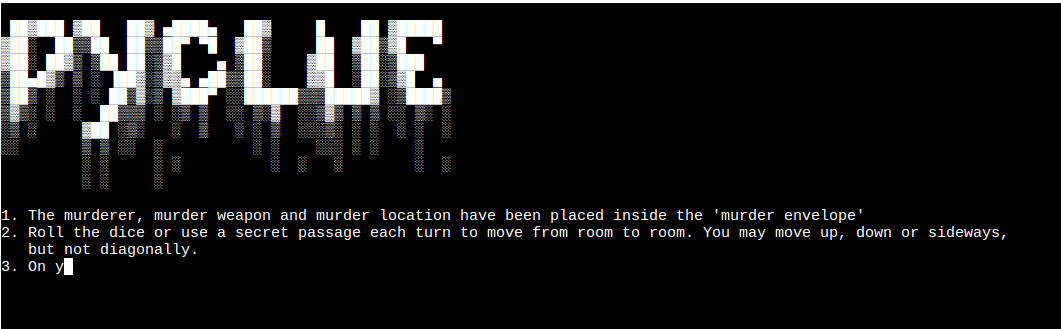 PYCLUE
1. The murderer, murder weapon and murder location have been placed inside the 'murder envelope'
2. Roll the dice or use a secret passage each turn to move from room to room. You may move up, down or sideways,
but not diagonally.
3. On y